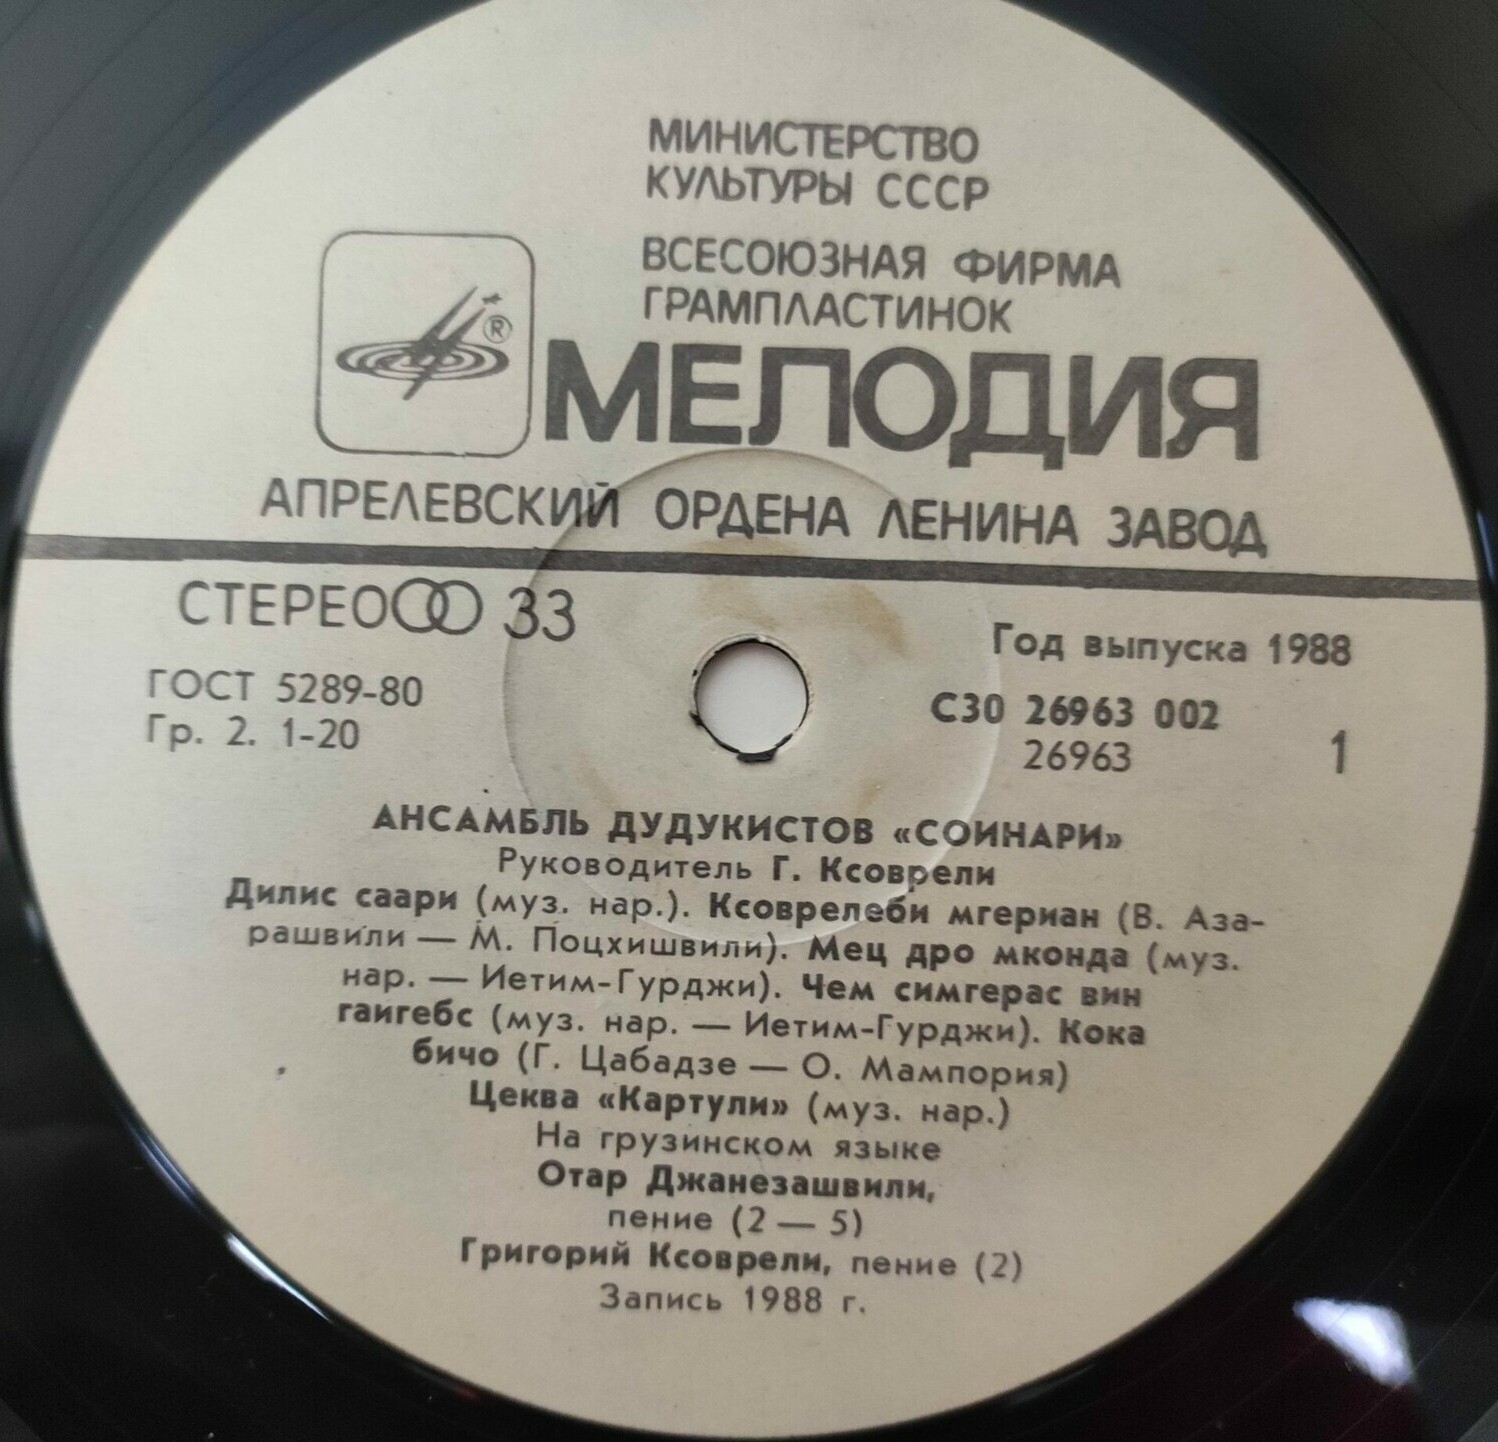 МИНИСТЕРСТВО
КУЛЬТУРЫ СССР
ВСЕСОЮЗНАЯ ФИРМА
ГРАМПЛАСТИНОК
®
МЕЛОДИЯ
АПРЕЛЕВСКИЙ ОРДЕНА ЛЕНИНА ЗАВОД
СТЕРЕО 33
Год выпуска 1988
ГОСТ 5289-80
Гр. 2. 1-20
С30 26963 002
26963
1
АНСАМБЛЬ ДУДУКИСТОВ «СОИНАРИ»
Руководитель Г. Ксоврели
Дилис саари (муз. нар.). Ксоврелеби мгериан (В. Аза-
рашвили — М. Поцхишвили). Мец дро мконда (муз.
нар. — Иетим-Гурджи). Чем симгерас вин
гаигебс (муз. нар. — Иетим-Гурджи). Кока
бичо (Г. Цабадзе — О. Мампория)
Цеква «Картули» (муз. нар.)
На грузинском языке
Отар Джанезашвили,
пение (2 — 5)
Григорий Ксоврели, пение (2)
Запись 1988 г.